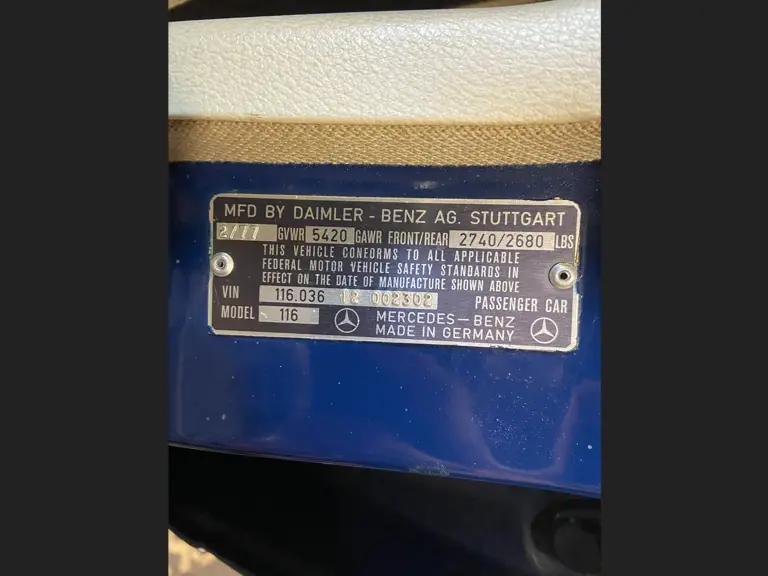 MFD BY DAIMLER - BENZ AG. STUTTGART
2/77 GVWR 5420 GAWR FRONT/REAR 2740/2680 LBS
THIS VEHICLE CONFORMS TO ALL APPLICABLE
FEDERAL MOTOR VEHICLE SAFETY STANDARDS IN
EFFECT ON THE DATE OF MANUFACTURE SHOWN ABOVE
VIN 116.036 12 002302 PASSENGER CAR
MODEL 116 MERCEDES-BENZ
MADE IN GERMANY